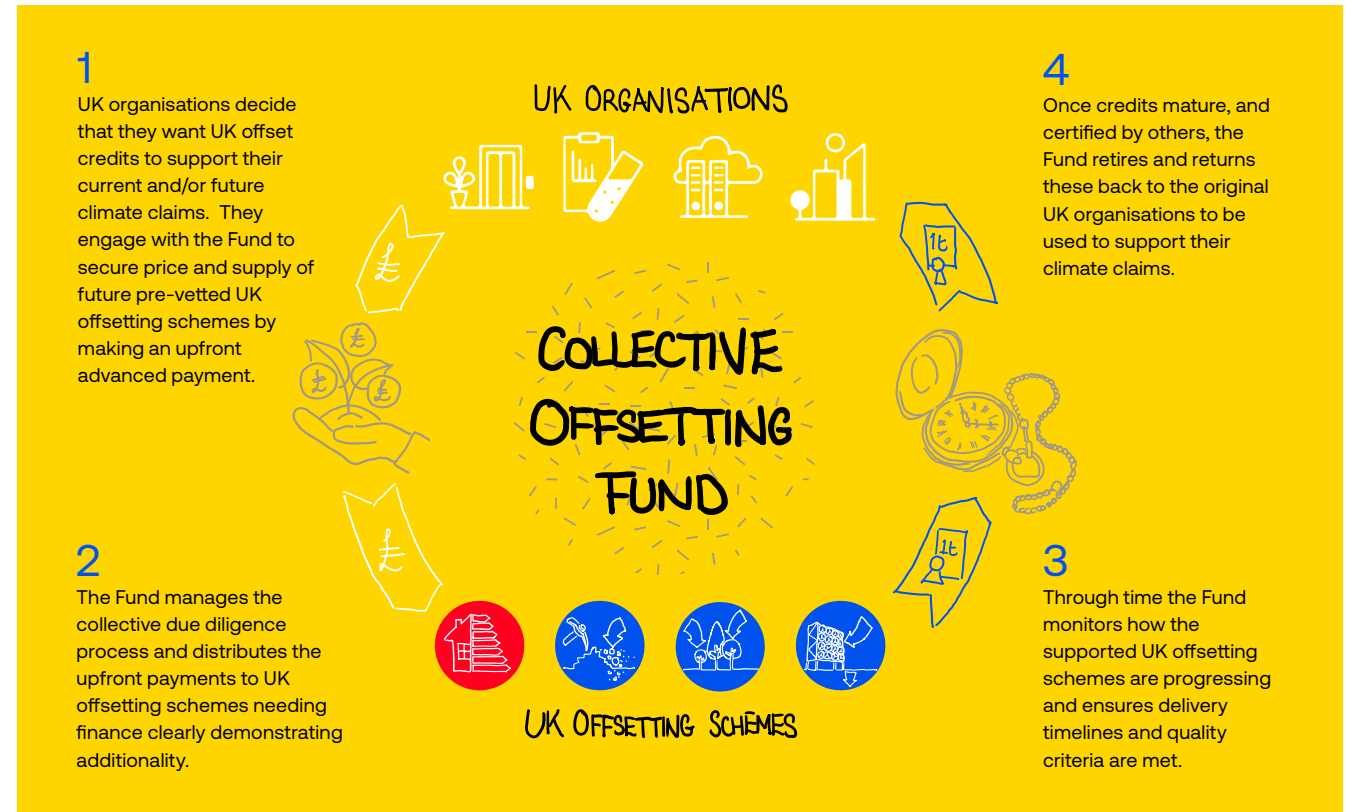 1
UK organisations decide
that they want UK offset
credits to support their
current and/or future
climate claims. They
engage with the Fund to
secure price and supply of
future pre-vetted UK
offsetting schemes by
making an upfront
advanced payment.
2
The Fund manages the
collective due diligence
process and distributes the
upfront payments to UK
offsetting schemes needing
finance clearly demonstrating
additionality.
UK ORGANISATIONS
£
£
£
£
£
COLLECTIVE
OFFSETTING
FUND
1t
1t
UK OFFSETTING SCHEMES
3
Through time the Fund
monitors how the
supported UK offsetting
schemes are progressing
and ensures delivery
timelines and quality
criteria are met.
4
Once credits mature, and
certified by others, the
Fund retires and returns
these back to the original
UK organisations to be
used to support their
climate claims.